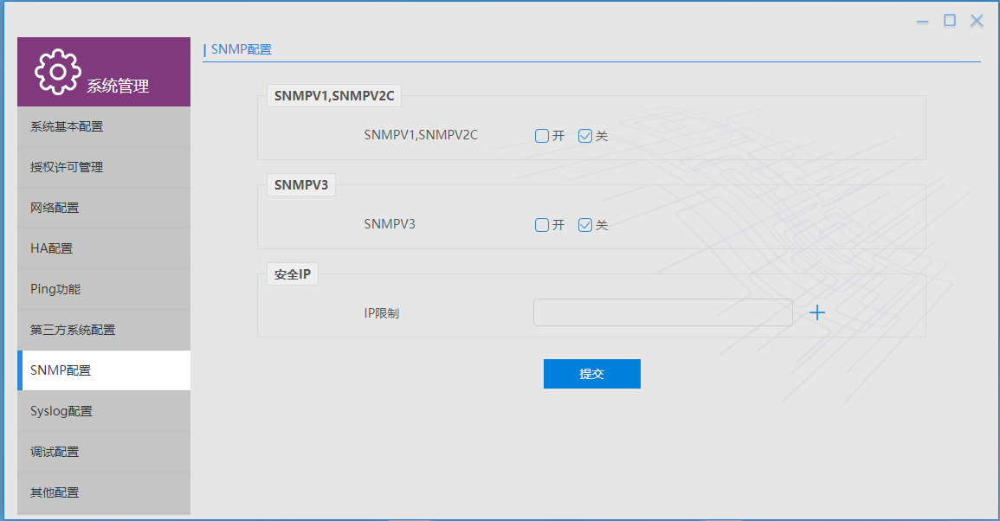 系统管理
系统基本配置
授权许可管理
网络配置
HA配置
Ping功能
第三方系统配置
SNMP配置
Syslog配置
调试配置
其他配置
SNMP配置
SNMPV1,SNMPV2C
SNMPV1,SNMPV2C 开 关
SNMPV3
SNMPV3 开 关
安全IP
IP限制
提交